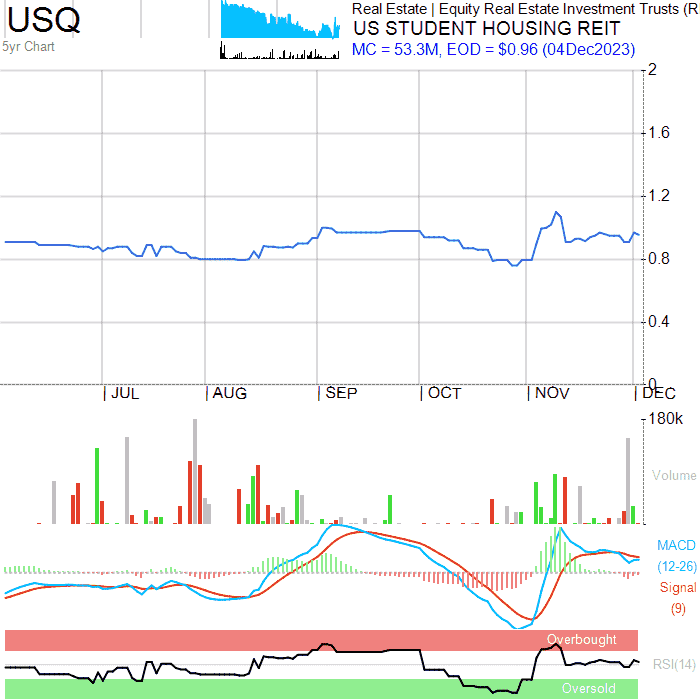 USQ
5yr Chart
Real Estate | Equity Real Estate Investment Trusts (R
US STUDENT HOUSING REIT
MC = 53.3M, EOD = $0.96 (04Dec2023)
2
1.6
1.2
0.8
0.4
0
| JUL | AUG | SEP | OCT | NOV | DEC
180k
Volume
MACD
(12-26)
Signal
(9)
Overbought
RSI(14)
Oversold